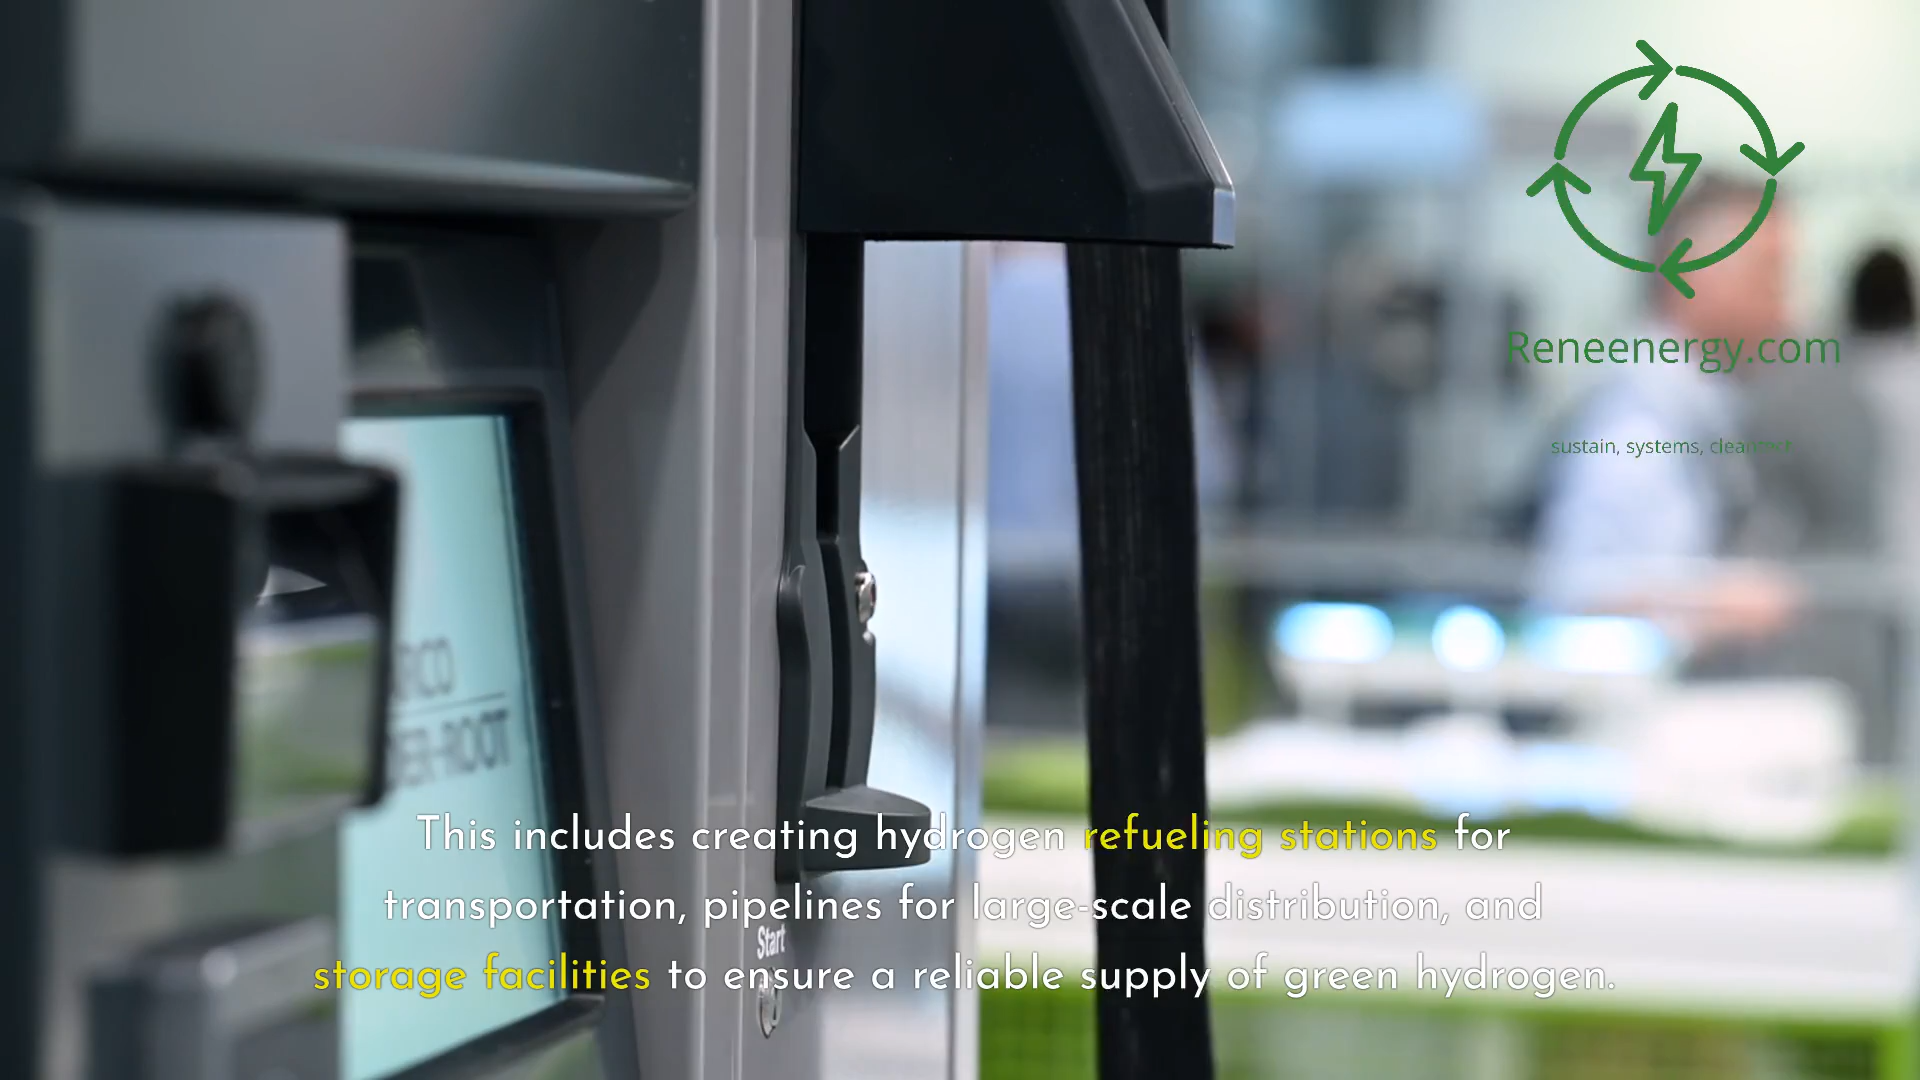 Reneenergy.com
sustain, systems, cleantect
This includes creating hydrogen refueling stations for
transportation, pipelines for large-scale distribution, and
storage facilities to ensure a reliable supply of green hydrogen.
Start